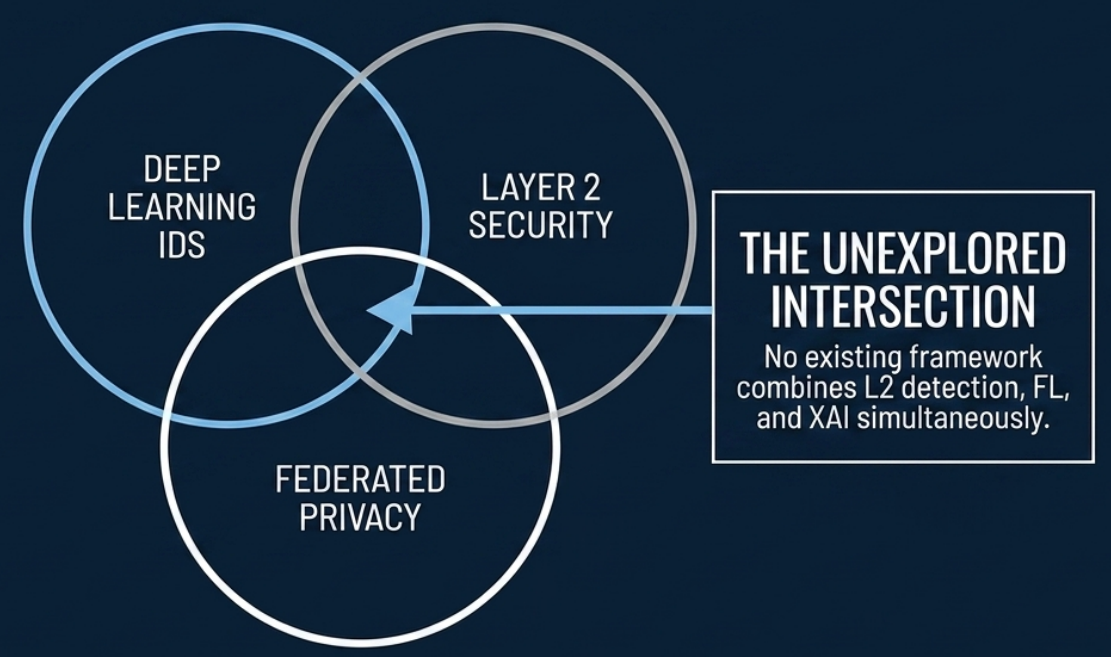 DEEP
LEARNING
IDS
LAYER 2
SECURITY
FEDERATED
PRIVACY
THE UNEXPLORED
INTERSECTION
No existing framework
combines L2 detection, FL,
and XAI simultaneously.